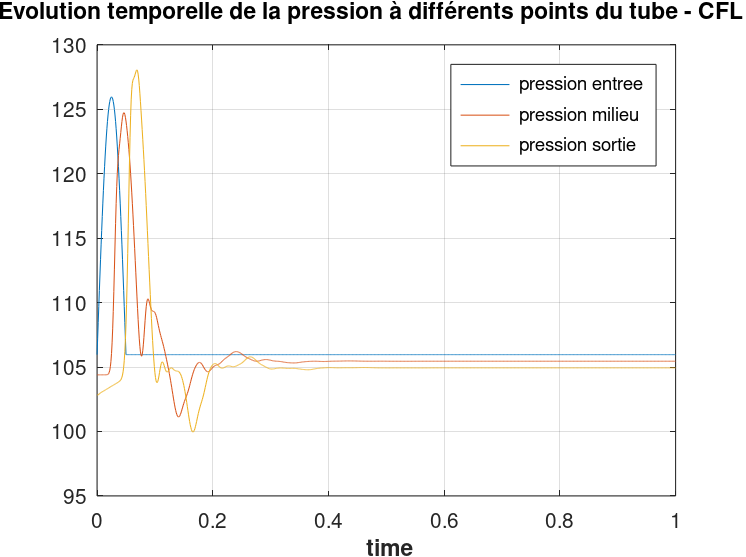 Evolution temporelle de la pression à différents points du tube - CFL
130
125
120
115
110
105
100
95
pression entree
pression milieu
pression sortie
0 0.2 0.4 0.6 0.8 1
time